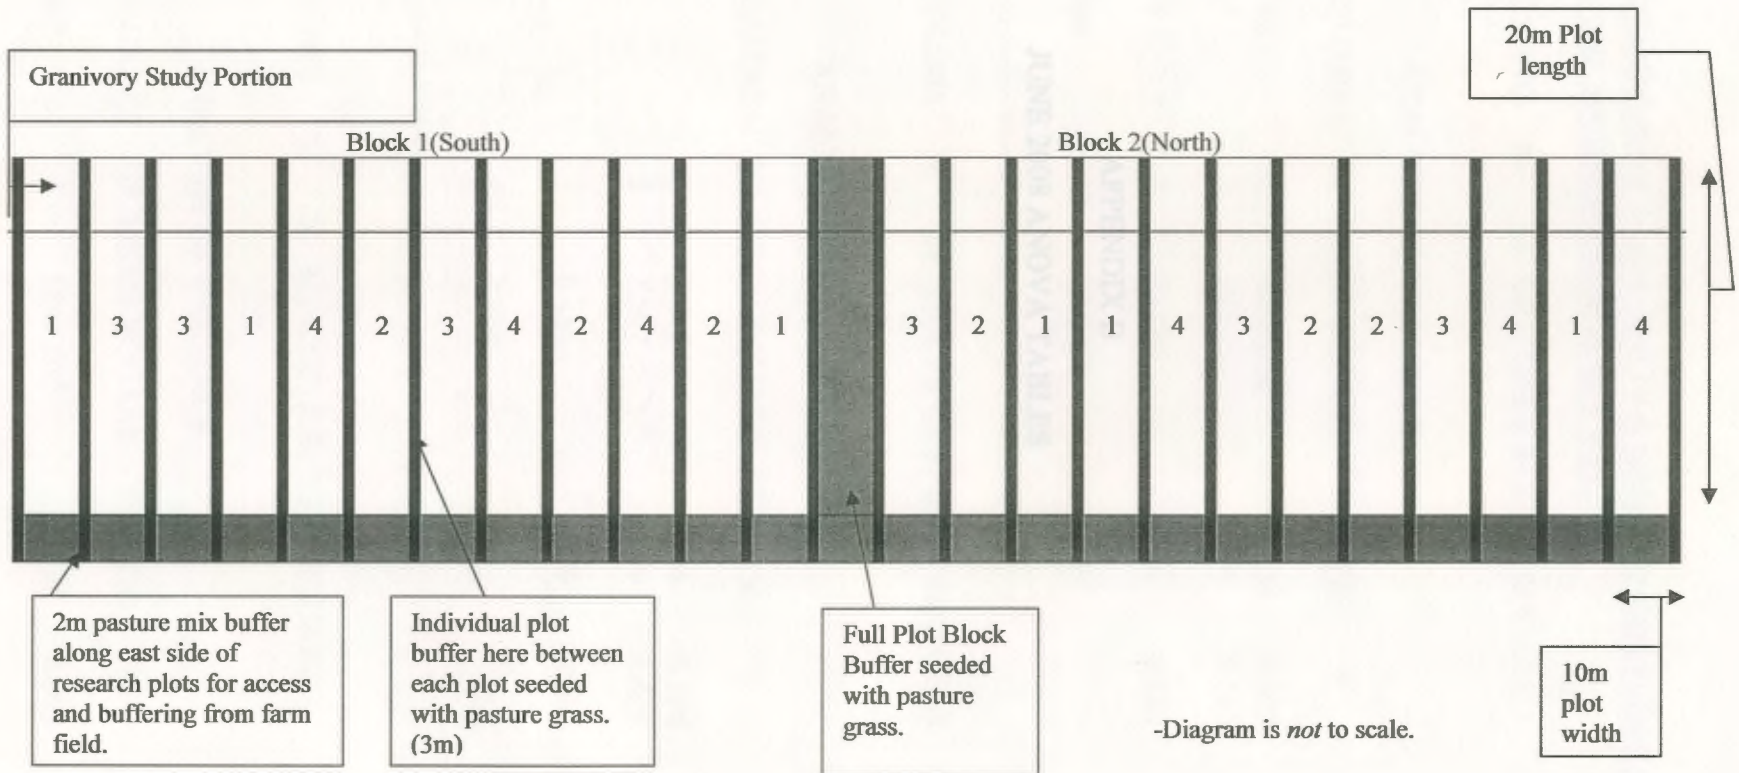 20m Plot
length
Granivory Study Portion
Block 1(South)
Block 2(North)
1 3 3 1 4 2 3 4 2 4 2 1 3 2 1 1 4 3 2 2 3 4 1 4
2m pasture mix buffer
along east side of
research plots for access
and buffering from farm
field.
Individual plot
buffer here between
each plot seeded
with pasture grass.
(3m)
Full Plot Block
Buffer seeded
with pasture
grass.
-Diagram is not to scale.
10m
plot
width
JUNE 2008 ANOVA TABLES